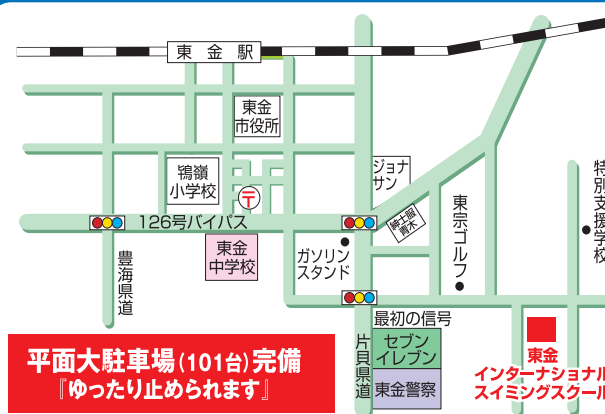 東金駅
東金
市役所
鴇嶺
小学校
〒
ジョナ
サン
紳士服
青木
特別支援学校
126号バイパス
東金
中学校
ガソリン
スタンド
東宗ゴルフ
豊海県道
最初の信号
片貝県道
セブン
イレブン
東金警察
東金
インターナショナル
スイミングスクール
平面大駐車場(101台)完備
『ゆったり止められます』